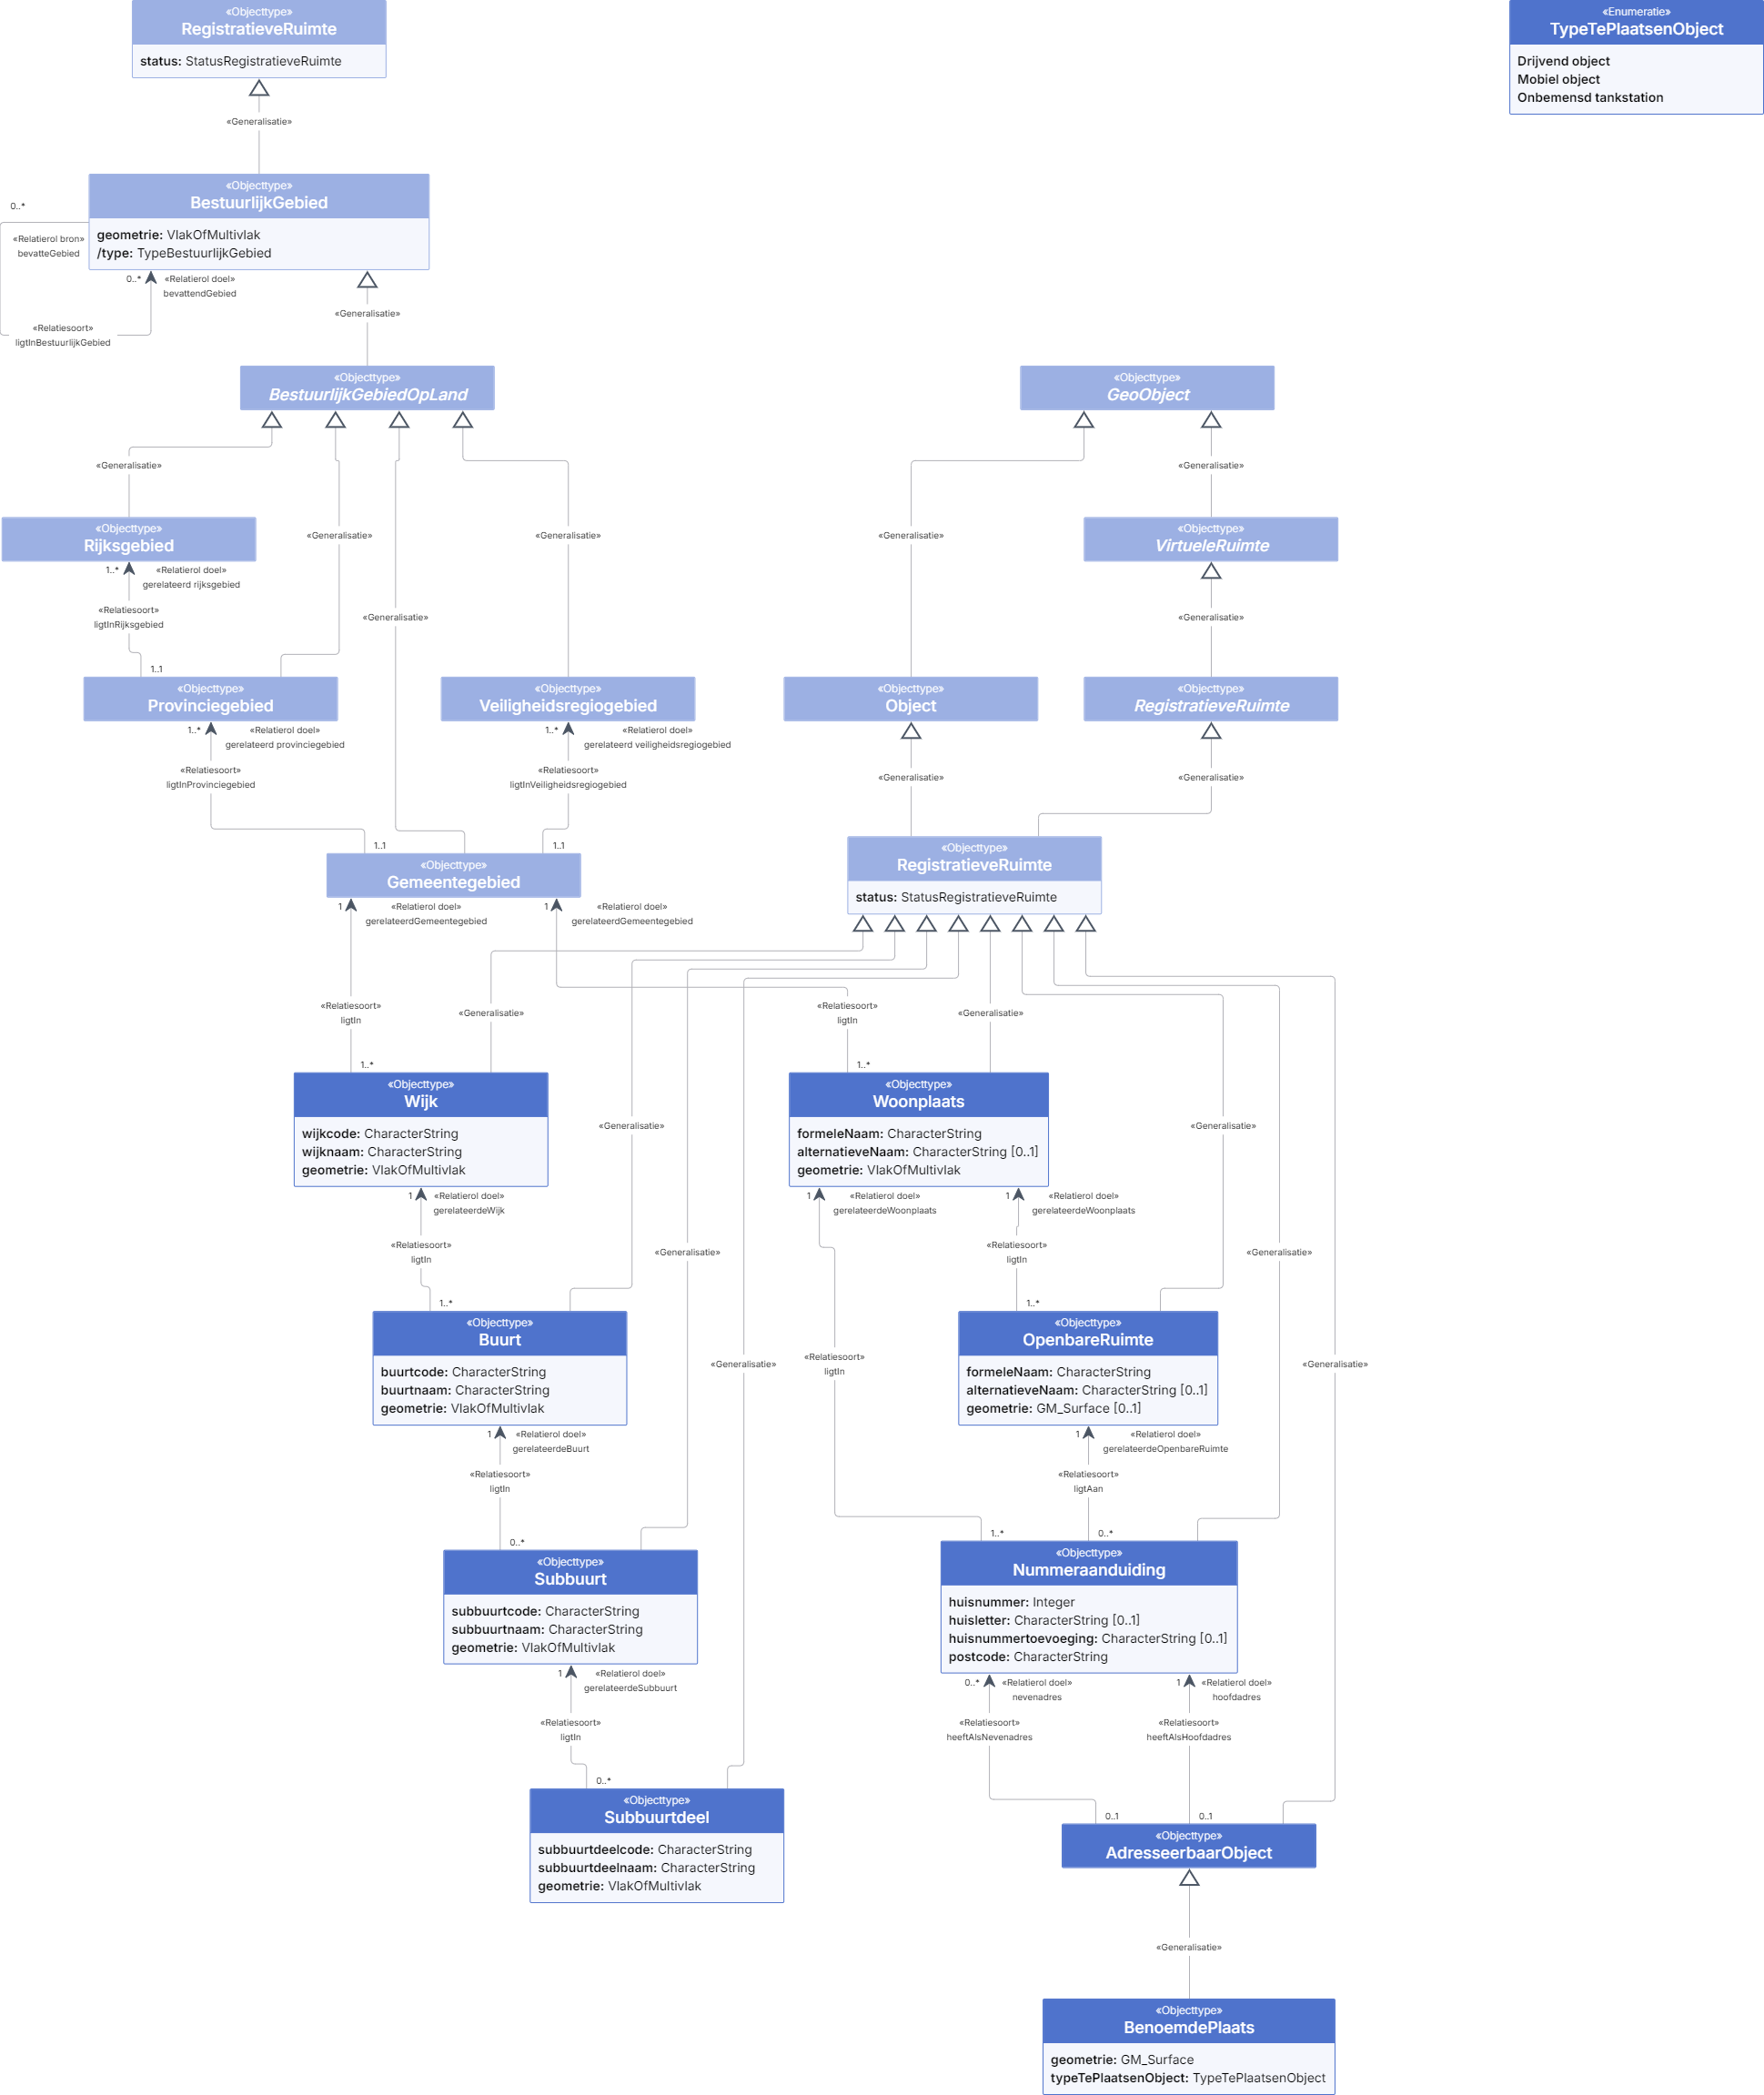 «Objecttype»
RegistratieveRuimte
status: StatusRegistratieveRuimte
«Enumeratie»
TypeTePlaatsenObject
Drijvend object
Mobiel object
Onbemensd tankstation
«Generalisatie»
«Objecttype»
BestuurlijkGebied
geometrie: VlakOfMultivlak
/type: TypeBestuurlijkGebied
0..*
«Relatierol bron»
bevatteGebied
0..*
«Relatierol doel»
bevattendGebied
«Relatiesoort»
ligtInBestuurlijkGebied
«Generalisatie»
«Objecttype»
BestuurlijkGebiedOpLand
«Objecttype»
GeoObject
«Generalisatie»
«Generalisatie»
«Generalisatie»
«Generalisatie»
«Generalisatie»
«Generalisatie»
«Objecttype»
Rijksgebied
«Objecttype»
VirtueleRuimte
1..*
«Relatierol doel»
gerelateerd rijksgebied
«Relatiesoort»
ligtInRijksgebied
1..1
«Generalisatie»
«Generalisatie»
«Objecttype»
Provinciegebied
«Objecttype»
Veiligheidsregiogebied
«Objecttype»
Object
«Objecttype»
RegistratieveRuimte
1..*
«Relatierol doel»
gerelateerd provinciegebied
1..*
«Relatierol doel»
gerelateerd veiligheidsregiogebied
«Relatiesoort»
ligtInProvinciegebied
«Relatiesoort»
ligtInVeiligheidsregiogebied
«Generalisatie»
«Generalisatie»
1..1
1..1
«Objecttype»
Gemeentegebied
«Objecttype»
RegistratieveRuimte
status: StatusRegistratieveRuimte
1
«Relatierol doel»
gerelateerdGemeentegebied
1
«Relatierol doel»
gerelateerdGemeentegebied
«Relatiesoort»
ligtIn
«Generalisatie»
«Relatiesoort»
ligtIn
«Generalisatie»
1..*
1..*
«Objecttype»
Wijk
wijkcode: CharacterString
wijknaam: CharacterString
geometrie: VlakOfMultivlak
«Generalisatie»
«Objecttype»
Woonplaats
formeleNaam: CharacterString
alternatieveNaam: CharacterString [0..1]
geometrie: VlakOfMultivlak
«Generalisatie»
1
«Relatierol doel»
gerelateerdeWijk
1
«Relatierol doel»
gerelateerdeWoonplaats
1
«Relatierol doel»
gerelateerdeWoonplaats
«Relatiesoort»
ligtIn
«Generalisatie»
«Relatiesoort»
ligtIn
«Generalisatie»
1..*
1..*
«Objecttype»
Buurt
buurtcode: CharacterString
buurtnaam: CharacterString
geometrie: VlakOfMultivlak
«Generalisatie»
«Relatiesoort»
ligtIn
«Objecttype»
OpenbareRuimte
formeleNaam: CharacterString
alternatieveNaam: CharacterString [0..1]
geometrie: GM_Surface [0..1]
«Generalisatie»
1
«Relatierol doel»
gerelateerdeBuurt
1
«Relatierol doel»
gerelateerdeOpenbareRuimte
«Relatiesoort»
ligtIn
«Relatiesoort»
ligtAan
0..*
1..*
0..*
«Objecttype»
Subbuurt
subbuurtcode: CharacterString
subbuurtnaam: CharacterString
geometrie: VlakOfMultivlak
«Objecttype»
Nummeraanduiding
huisnummer: Integer
huisletter: CharacterString [0..1]
huisnummertoevoeging: CharacterString [0..1]
postcode: CharacterString
1
«Relatierol doel»
gerelateerdeSubbuurt
0..*
«Relatierol doel»
nevenadres
1
«Relatierol doel»
hoofdadres
«Relatiesoort»
ligtIn
«Relatiesoort»
heeftAlsNevenadres
«Relatiesoort»
heeftAlsHoofdadres
0..*
0..1
0..1
«Objecttype»
Subbuurtdeel
subbuurtdeelcode: CharacterString
subbuurtdeelnaam: CharacterString
geometrie: VlakOfMultivlak
«Objecttype»
AdresseerbaarObject
«Generalisatie»
«Objecttype»
BenoemdePlaats
geometrie: GM_Surface
typeTePlaatsenObject: TypeTePlaatsenObject